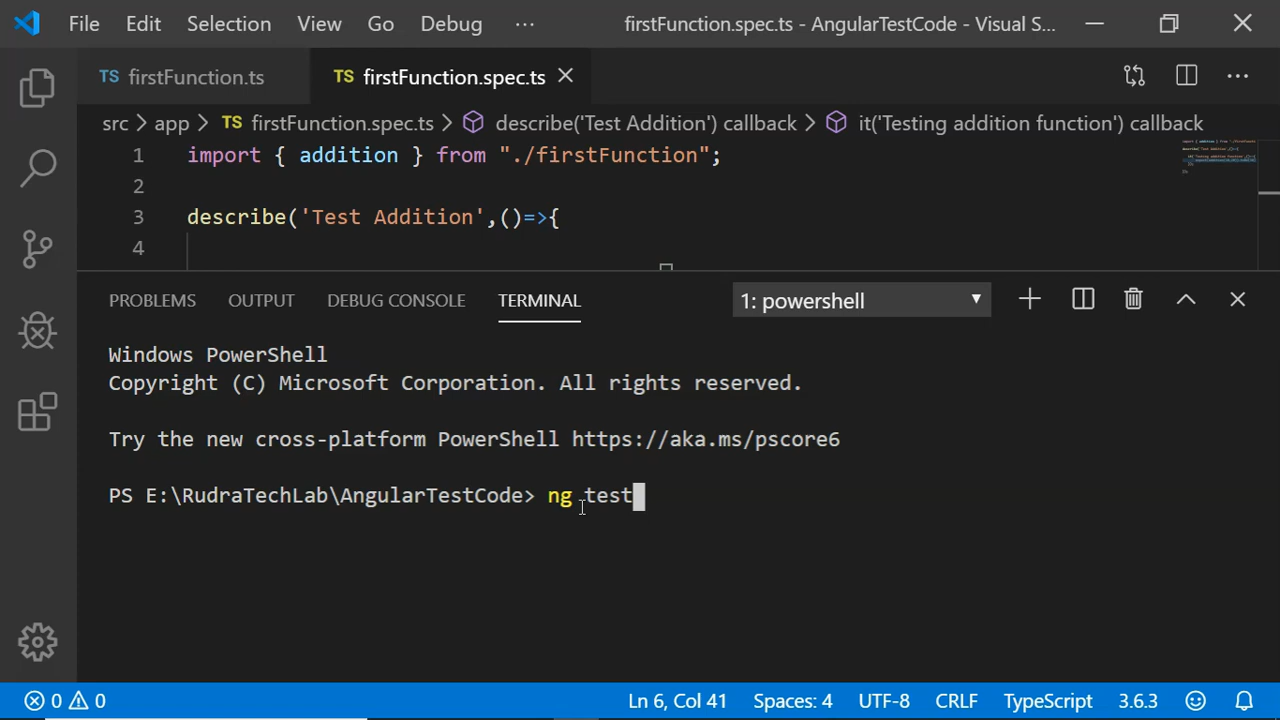 File Edit Selection View Go Debug ··· firstFunction.spec.ts - AngularTestCode - Visual S...
TS firstFunction.ts TS firstFunction.spec.ts
src > app > TS firstFunction.spec.ts > describe('Test Addition') callback > it('Testing addition function') callback
1 import { addition } from "./firstFunction";
2
3 describe('Test Addition',()=>{
4
PROBLEMS OUTPUT DEBUG CONSOLE TERMINAL 1: powershell
Windows PowerShell
Copyright (C) Microsoft Corporation. All rights reserved.
Try the new cross-platform PowerShell https://aka.ms/pscore6
PS E:\RudraTechLab\AngularTestCode> ng test
0 0 Ln 6, Col 41 Spaces: 4 UTF-8 CRLF TypeScript 3.6.3